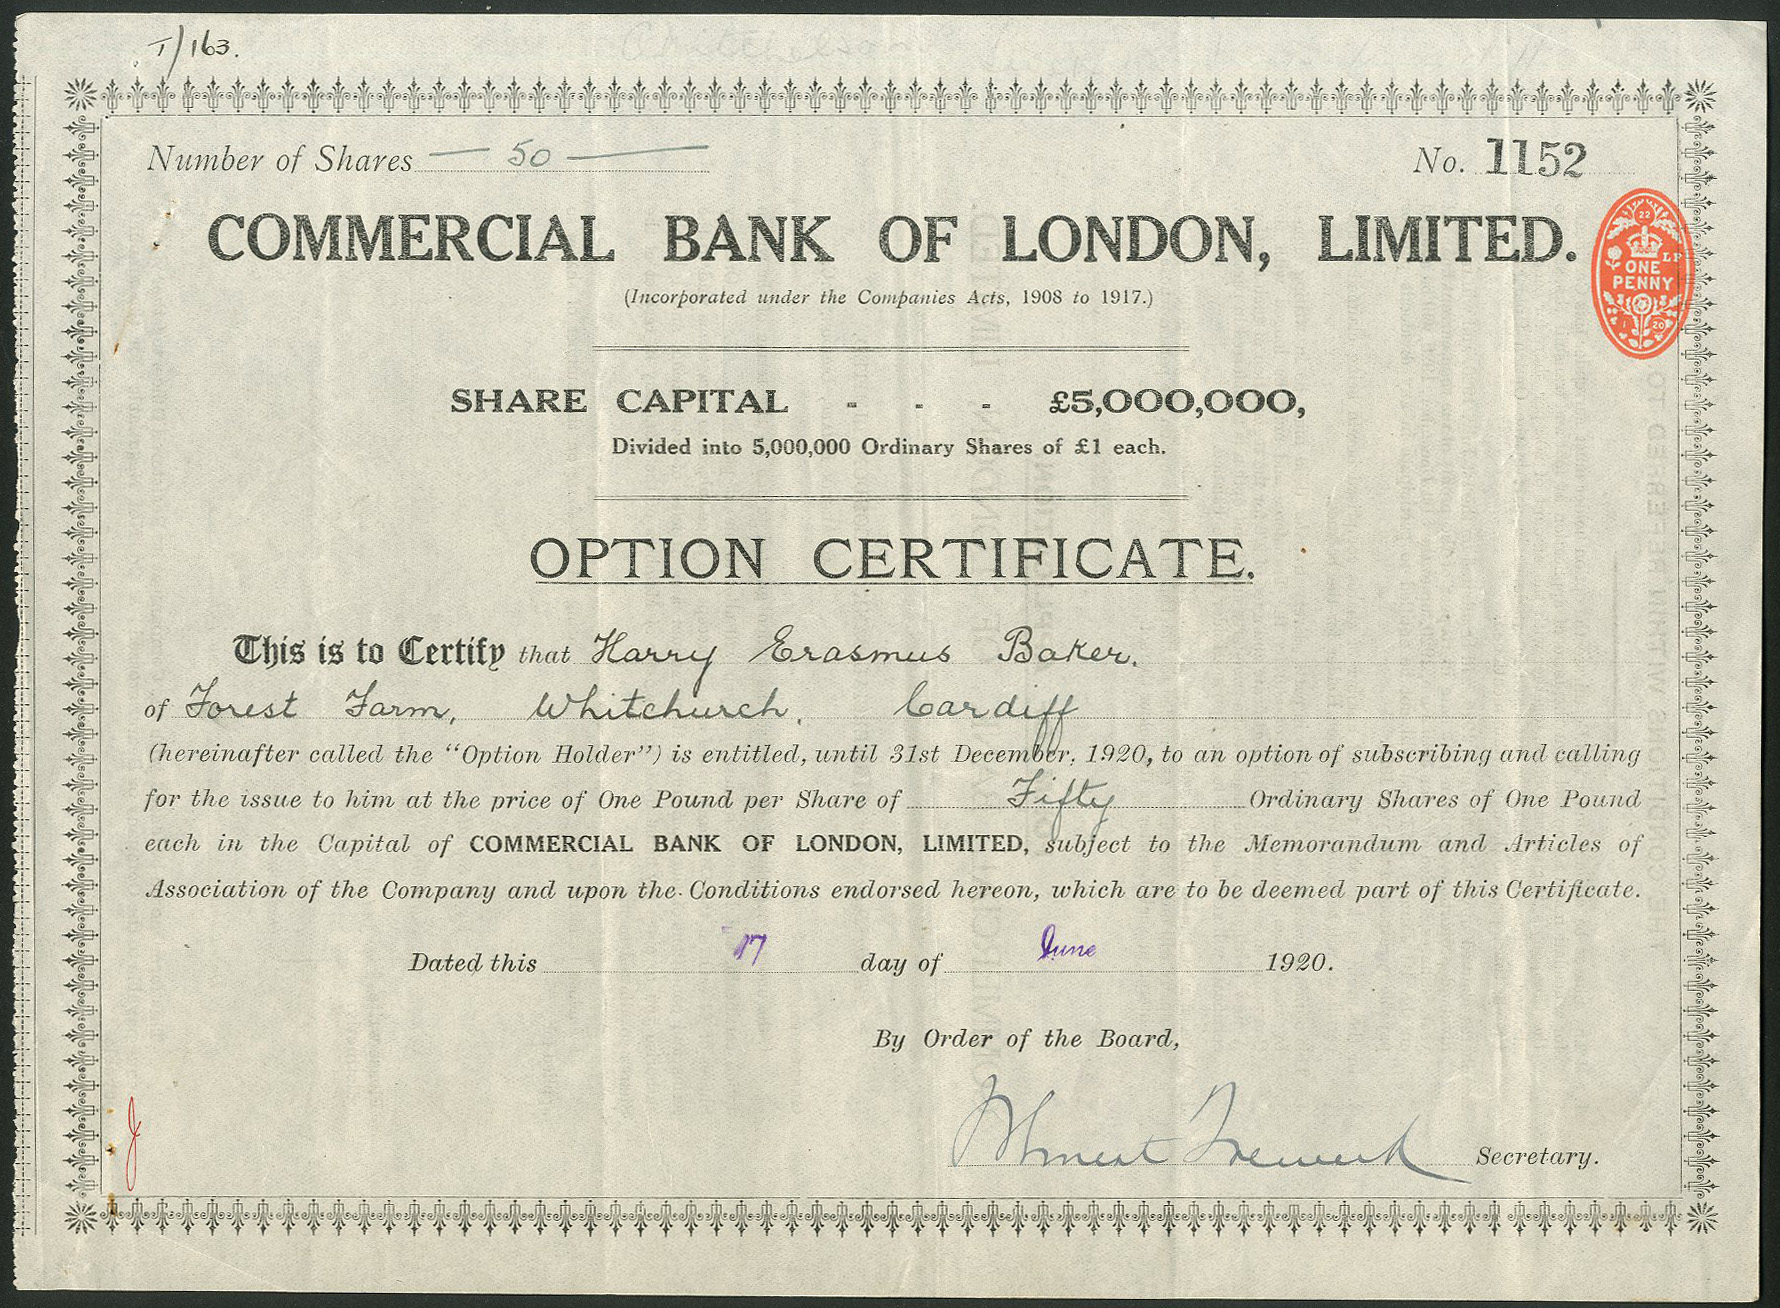 T/163.
Number of Shares — 50 —
No. 1152
COMMERCIAL BANK OF LONDON, LIMITED.
(Incorporated under the Companies Acts, 1908 to 1917.)
22
LF
ONE
PENNY
20
SHARE CAPITAL - - - £5,000,000,
Divided into 5,000,000 Ordinary Shares of £1 each.
OPTION CERTIFICATE.
This is to Certify that Harry Erasmus Baker.
of Forest Farm, Whitchurch, Cardiff
(hereinafter called the “Option Holder”) is entitled, until 31st December, 1920, to an option of subscribing and calling
for the issue to him at the price of One Pound per Share of Fifty Ordinary Shares of One Pound
each in the Capital of COMMERCIAL BANK OF LONDON, LIMITED, subject to the Memorandum and Articles of
Association of the Company and upon the Conditions endorsed hereon, which are to be deemed part of this Certificate.
Dated this 17 day of June 1920.
By Order of the Board,
Secretary.